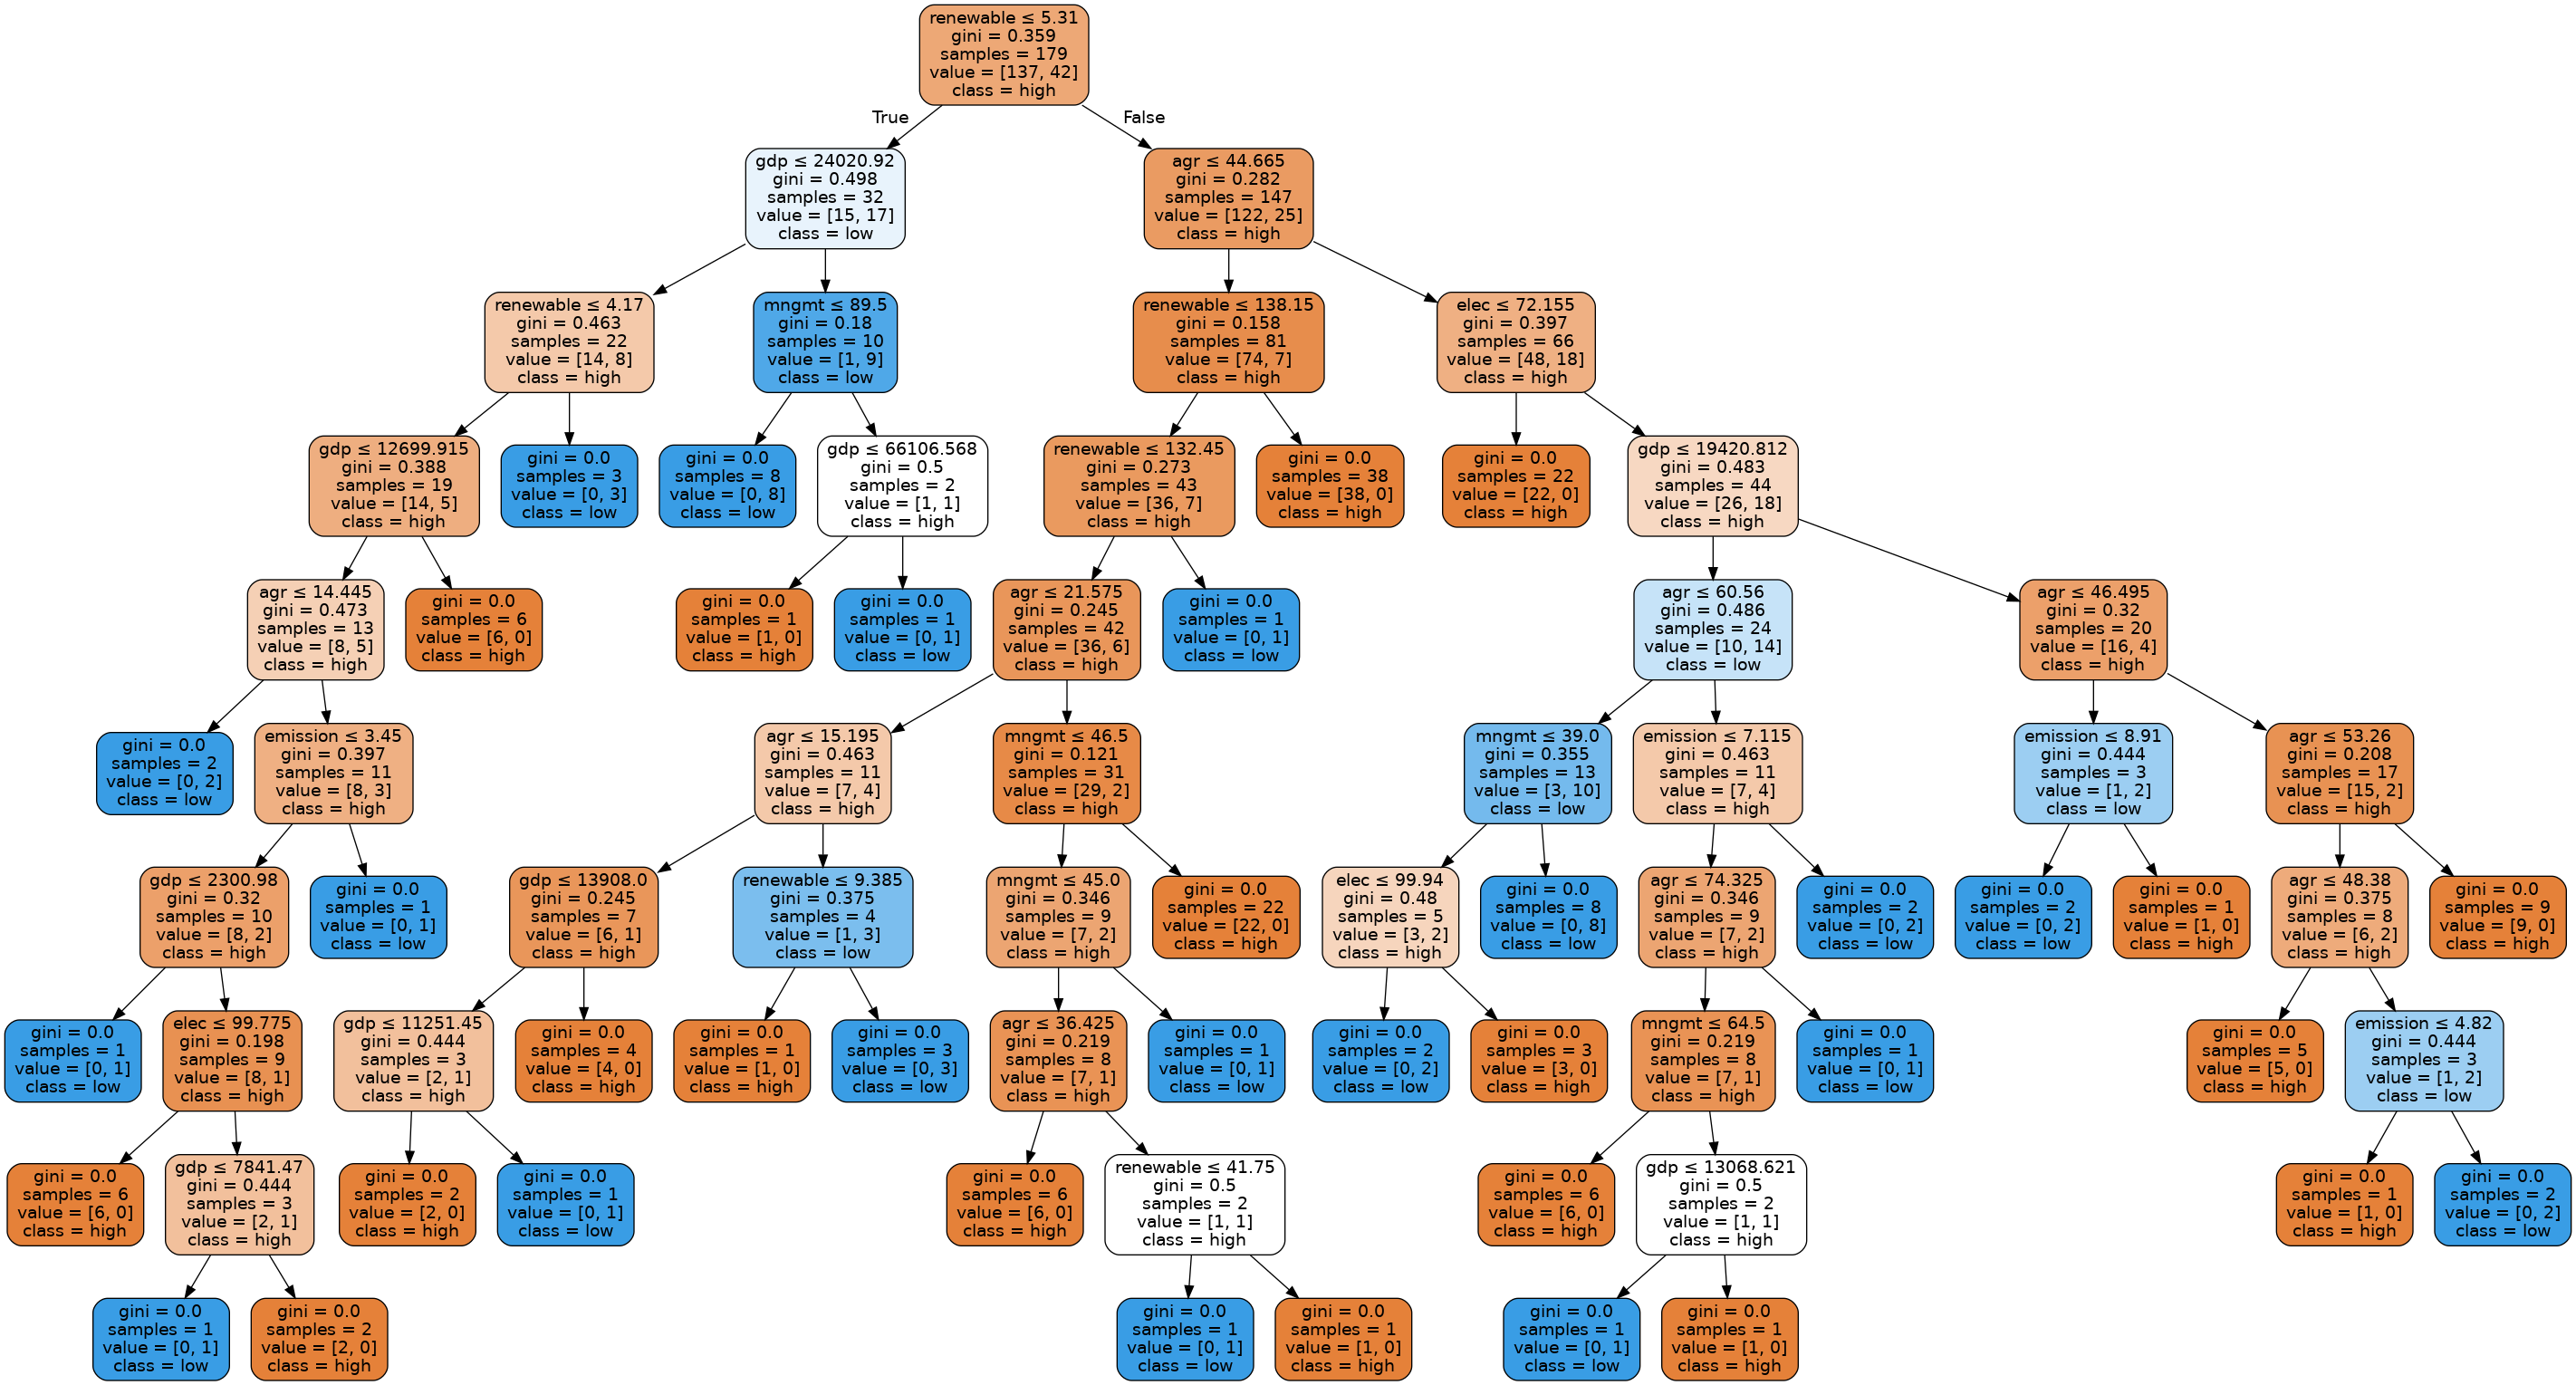 renewable ≤ 5.31
gini = 0.359
samples = 179
value = [137, 42]
class = high
True
False
gdp ≤ 24020.92
gini = 0.498
samples = 32
value = [15, 17]
class = low
agr ≤ 44.665
gini = 0.282
samples = 147
value = [122, 25]
class = high
renewable ≤ 4.17
gini = 0.463
samples = 22
value = [14, 8]
class = high
mngmt ≤ 89.5
gini = 0.18
samples = 10
value = [1, 9]
class = low
renewable ≤ 138.15
gini = 0.158
samples = 81
value = [74, 7]
class = high
elec ≤ 72.155
gini = 0.397
samples = 66
value = [48, 18]
class = high
gdp ≤ 12699.915
gini = 0.388
samples = 19
value = [14, 5]
class = high
gini = 0.0
samples = 3
value = [0, 3]
class = low
gini = 0.0
samples = 8
value = [0, 8]
class = low
gdp ≤ 66106.568
gini = 0.5
samples = 2
value = [1, 1]
class = high
renewable ≤ 132.45
gini = 0.273
samples = 43
value = [36, 7]
class = high
gini = 0.0
samples = 38
value = [38, 0]
class = high
gini = 0.0
samples = 22
value = [22, 0]
class = high
gdp ≤ 19420.812
gini = 0.483
samples = 44
value = [26, 18]
class = high
agr ≤ 14.445
gini = 0.473
samples = 13
value = [8, 5]
class = high
gini = 0.0
samples = 6
value = [6, 0]
class = high
gini = 0.0
samples = 1
value = [1, 0]
class = high
gini = 0.0
samples = 1
value = [0, 1]
class = low
agr ≤ 21.575
gini = 0.245
samples = 42
value = [36, 6]
class = high
gini = 0.0
samples = 1
value = [0, 1]
class = low
agr ≤ 60.56
gini = 0.486
samples = 24
value = [10, 14]
class = low
agr ≤ 46.495
gini = 0.32
samples = 20
value = [16, 4]
class = high
gini = 0.0
samples = 2
value = [0, 2]
class = low
emission ≤ 3.45
gini = 0.397
samples = 11
value = [8, 3]
class = high
agr ≤ 15.195
gini = 0.463
samples = 11
value = [7, 4]
class = high
mngmt ≤ 46.5
gini = 0.121
samples = 31
value = [29, 2]
class = high
mngmt ≤ 39.0
gini = 0.355
samples = 13
value = [3, 10]
class = low
emission ≤ 7.115
gini = 0.463
samples = 11
value = [7, 4]
class = high
emission ≤ 8.91
gini = 0.444
samples = 3
value = [1, 2]
class = low
agr ≤ 53.26
gini = 0.208
samples = 17
value = [15, 2]
class = high
gdp ≤ 2300.98
gini = 0.32
samples = 10
value = [8, 2]
class = high
gini = 0.0
samples = 1
value = [0, 1]
class = low
gdp ≤ 13908.0
gini = 0.245
samples = 7
value = [6, 1]
class = high
renewable ≤ 9.385
gini = 0.375
samples = 4
value = [1, 3]
class = low
mngmt ≤ 45.0
gini = 0.346
samples = 9
value = [7, 2]
class = high
gini = 0.0
samples = 22
value = [22, 0]
class = high
elec ≤ 99.94
gini = 0.48
samples = 5
value = [3, 2]
class = high
gini = 0.0
samples = 8
value = [0, 8]
class = low
agr ≤ 74.325
gini = 0.346
samples = 9
value = [7, 2]
class = high
gini = 0.0
samples = 2
value = [0, 2]
class = low
gini = 0.0
samples = 2
value = [0, 2]
class = low
gini = 0.0
samples = 1
value = [1, 0]
class = high
agr ≤ 48.38
gini = 0.375
samples = 8
value = [6, 2]
class = high
gini = 0.0
samples = 9
value = [9, 0]
class = high
gini = 0.0
samples = 1
value = [0, 1]
class = low
elec ≤ 99.775
gini = 0.198
samples = 9
value = [8, 1]
class = high
gdp ≤ 11251.45
gini = 0.444
samples = 3
value = [2, 1]
class = high
gini = 0.0
samples = 4
value = [4, 0]
class = high
gini = 0.0
samples = 1
value = [1, 0]
class = high
gini = 0.0
samples = 3
value = [0, 3]
class = low
agr ≤ 36.425
gini = 0.219
samples = 8
value = [7, 1]
class = high
gini = 0.0
samples = 1
value = [0, 1]
class = low
gini = 0.0
samples = 2
value = [0, 2]
class = low
gini = 0.0
samples = 3
value = [3, 0]
class = high
mngmt ≤ 64.5
gini = 0.219
samples = 8
value = [7, 1]
class = high
gini = 0.0
samples = 1
value = [0, 1]
class = low
gini = 0.0
samples = 5
value = [5, 0]
class = high
emission ≤ 4.82
gini = 0.444
samples = 3
value = [1, 2]
class = low
gini = 0.0
samples = 6
value = [6, 0]
class = high
gdp ≤ 7841.47
gini = 0.444
samples = 3
value = [2, 1]
class = high
gini = 0.0
samples = 2
value = [2, 0]
class = high
gini = 0.0
samples = 1
value = [0, 1]
class = low
gini = 0.0
samples = 6
value = [6, 0]
class = high
renewable ≤ 41.75
gini = 0.5
samples = 2
value = [1, 1]
class = high
gini = 0.0
samples = 6
value = [6, 0]
class = high
gdp ≤ 13068.621
gini = 0.5
samples = 2
value = [1, 1]
class = high
gini = 0.0
samples = 1
value = [1, 0]
class = high
gini = 0.0
samples = 2
value = [0, 2]
class = low
gini = 0.0
samples = 1
value = [0, 1]
class = low
gini = 0.0
samples = 2
value = [2, 0]
class = high
gini = 0.0
samples = 1
value = [0, 1]
class = low
gini = 0.0
samples = 1
value = [1, 0]
class = high
gini = 0.0
samples = 1
value = [0, 1]
class = low
gini = 0.0
samples = 1
value = [1, 0]
class = high